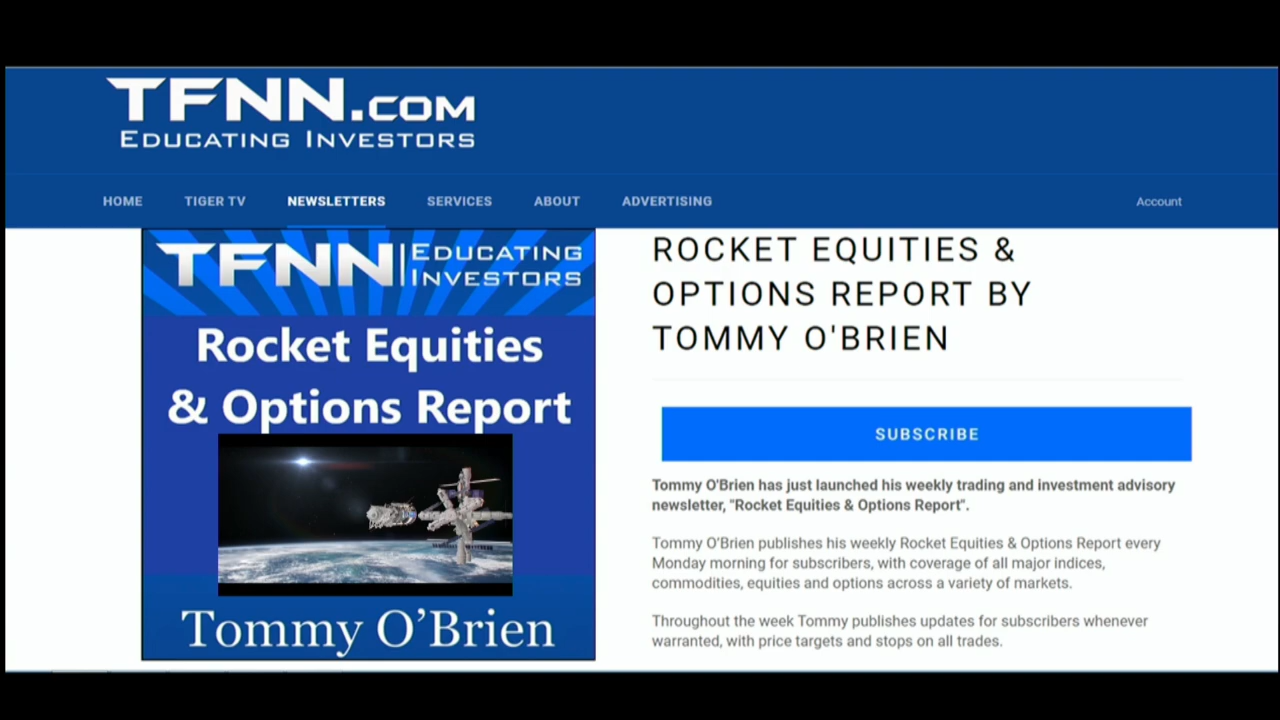 TFNN.COM
EDUCATING INVESTORS
HOME TIGER TV NEWSLETTERS SERVICES ABOUT ADVERTISING Account
TFNN EDUCATING
INVESTORS
Rocket Equities
& Options Report
Tommy O’Brien
ROCKET EQUITIES &
OPTIONS REPORT BY
TOMMY O'BRIEN
SUBSCRIBE
Tommy O'Brien has just launched his weekly trading and investment advisory
newsletter, "Rocket Equities & Options Report".
Tommy O'Brien publishes his weekly Rocket Equities & Options Report every
Monday morning for subscribers, with coverage of all major indices,
commodities, equities and options across a variety of markets.
Throughout the week Tommy publishes updates for subscribers whenever
warranted, with price targets and stops on all trades.